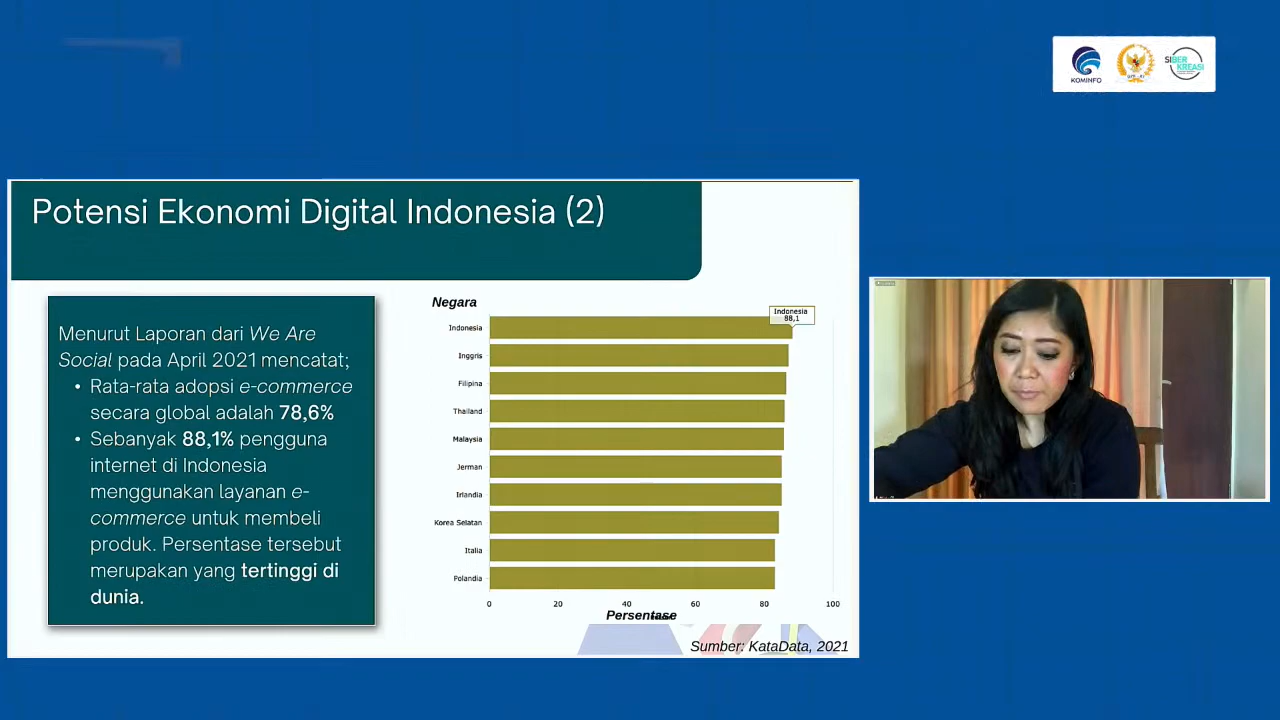 KOMINFO
SIBER
KREASI
Potensi Ekonomi Digital Indonesia (2)
Menurut Laporan dari We Are
Social pada April 2021 mencatat;
• Rata-rata adopsi e-commerce
secara global adalah 78,6%
• Sebanyak 88,1% pengguna
internet di Indonesia
menggunakan layanan e-
commerce untuk membeli
produk. Persentase tersebut
merupakan yang tertinggi di
dunia.
Negara
Indonesia
88,1
Indonesia
Inggris
Filipina
Thailand
Malaysia
Jerman
Irlandia
Korea Selatan
Italia
Polandia
0 20 40 60 80 100
Persentase
Sumber: KataData, 2021